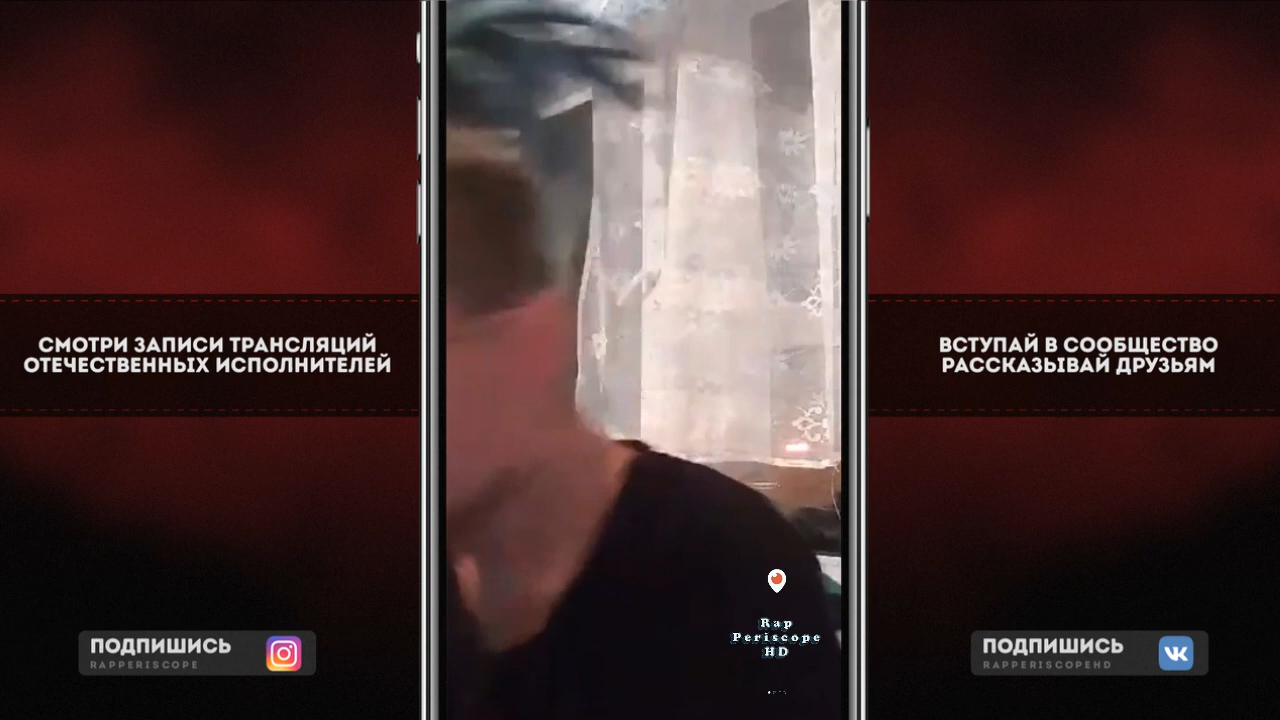 СМОТРИ ЗАПИСИ ТРАНСЛЯЦИЙ
ОТЕЧЕСТВЕННЫХ ИСПОЛНИТЕЛЕЙ
ВСТУПАЙ В СООБЩЕСТВО
РАССКАЗЫВАЙ ДРУЗЬЯМ
Rap
Periscope
HD
ПОДПИШИСЬ
RAPPERISCOPE
ПОДПИШИСЬ
RAPPERISCOPEHD